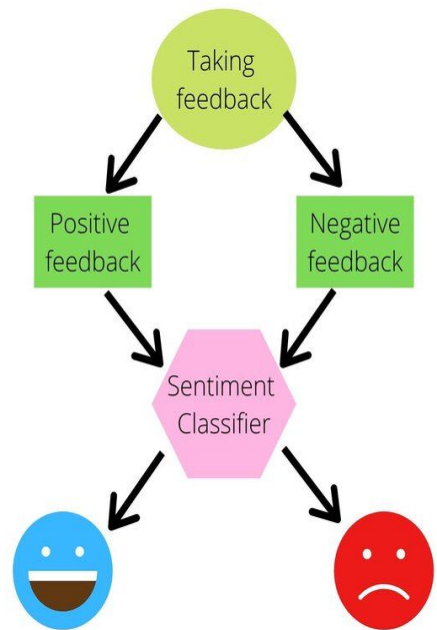 Taking
feedback
Positive
feedback
Negative
feedback
Sentiment
Classifier